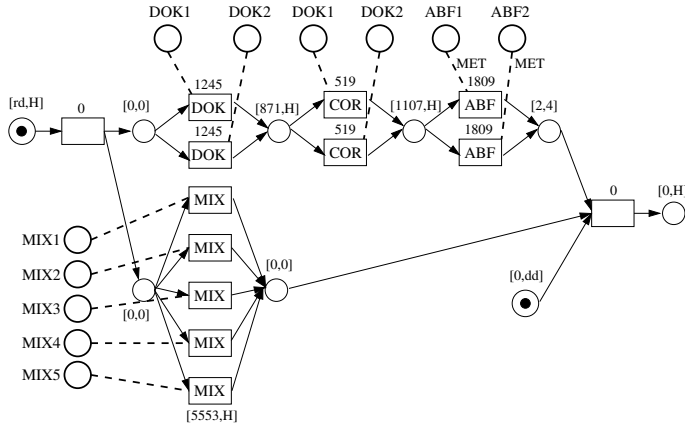 DOK1 DOK2 DOK1 DOK2 ABF1 ABF2
MET MET
1245 519 1809
[rd,H] 0 [0,0] DOK [871,H] COR [1107,H] ABF [2,4]
1245 519 1809
DOK COR ABF
MIX 0
MIX1 [0,H]
MIX [0,0]
MIX2
MIX [0,dd]
MIX3
[0,0]
MIX4 MIX
MIX5
MIX
[5553,H]